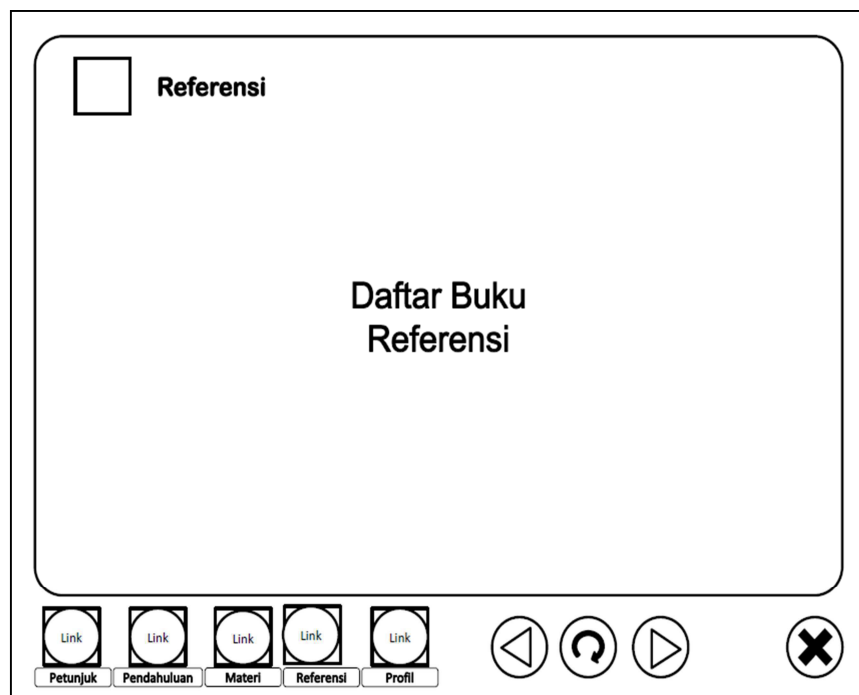 Referensi
Daftar Buku
Referensi
Link
Link
Link
Link
Link
Petunjuk
Pendahuluan
Materi
Referensi
Profil